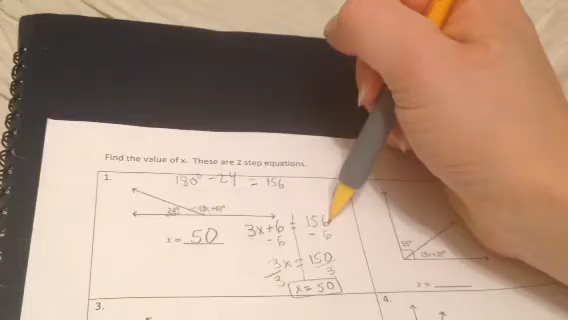 Find the value of x. These are 2 step equations.
1.
180° - 24 = 156
24°
(3x+6)°
x = 50
3x+6 = 156
-6 -6
3x = 150
3 3
x = 50
x =
3.
4.